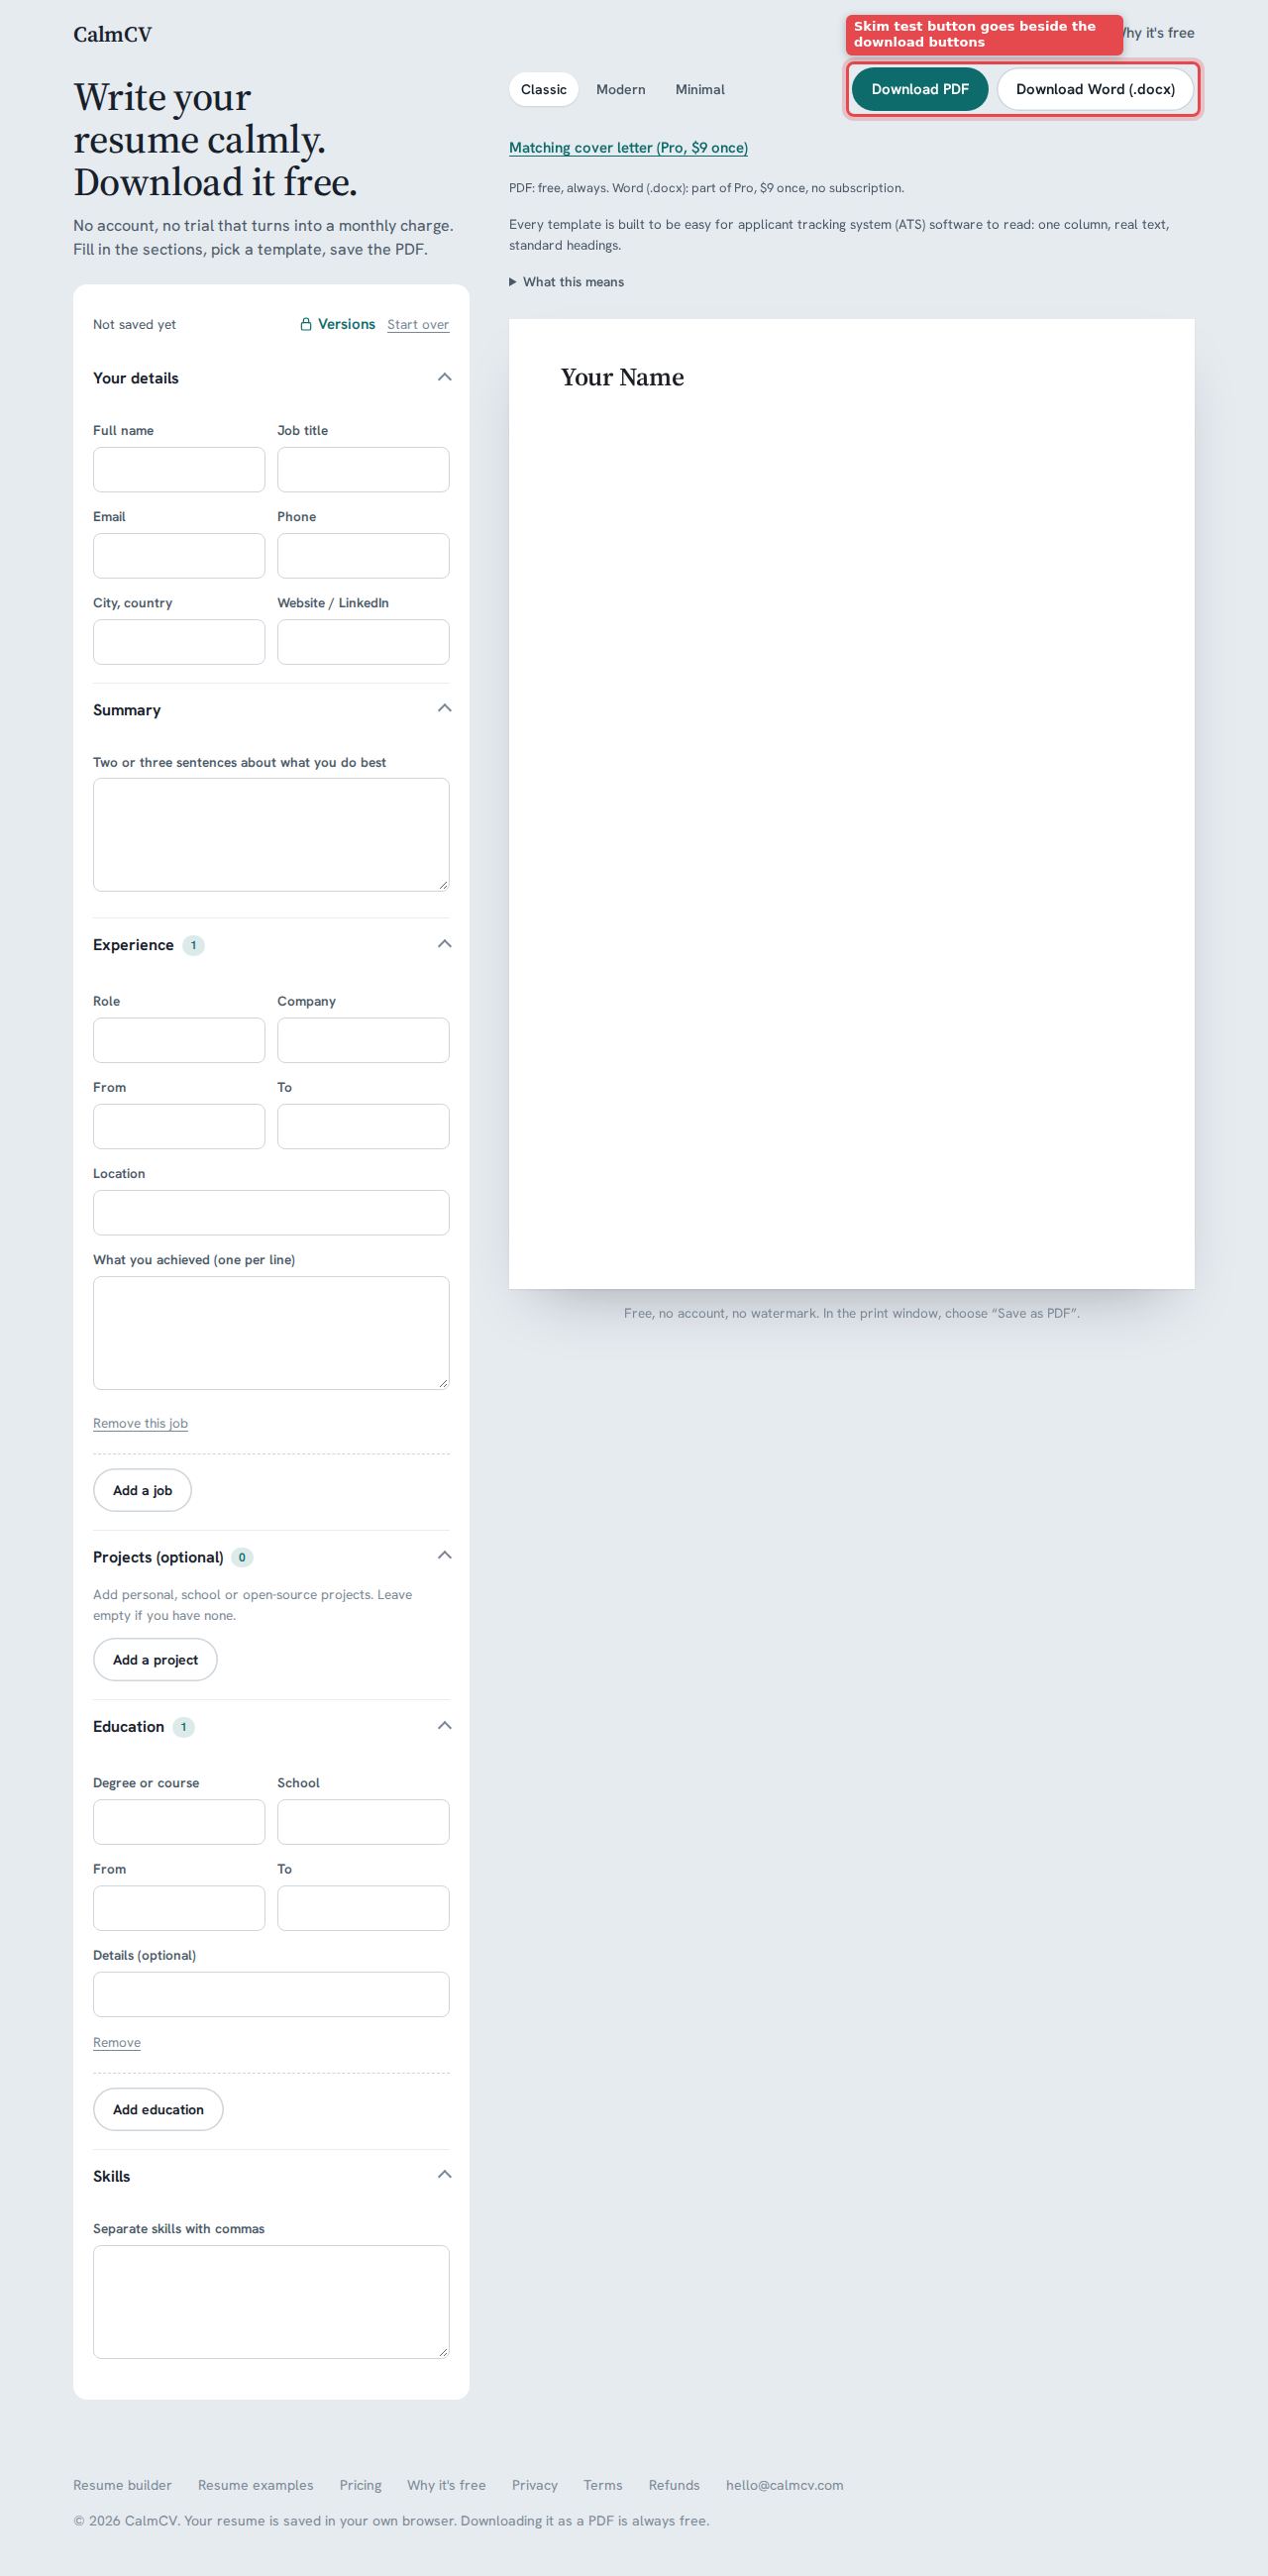 CalmCV
Skim test button goes beside the
download buttons
Why it's free
Write your
resume calmly.
Download it free.
No account, no trial that turns into a monthly charge.
Fill in the sections, pick a template, save the PDF.
Classic
Modern
Minimal
Download PDF
Download Word (.docx)
Matching cover letter (Pro, $9 once)
PDF: free, always. Word (.docx): part of Pro, $9 once, no subscription.
Every template is built to be easy for applicant tracking system (ATS) software to read: one column, real text,
standard headings.
What this means
Not saved yet
Versions
Start over
Your details
Full name
Job title
Email
Phone
City, country
Website / LinkedIn
Summary
Two or three sentences about what you do best
Experience 1
Role
Company
From
To
Location
What you achieved (one per line)
Remove this job
Add a job
Projects (optional) 0
Add personal, school or open-source projects. Leave
empty if you have none.
Add a project
Education 1
Degree or course
School
From
To
Details (optional)
Remove
Add education
Skills
Separate skills with commas
Your Name
Free, no account, no watermark. In the print window, choose “Save as PDF”.
Resume builder
Resume examples
Pricing
Why it's free
Privacy
Terms
Refunds
hello@calmcv.com
© 2026 CalmCV. Your resume is saved in your own browser. Downloading it as a PDF is always free.